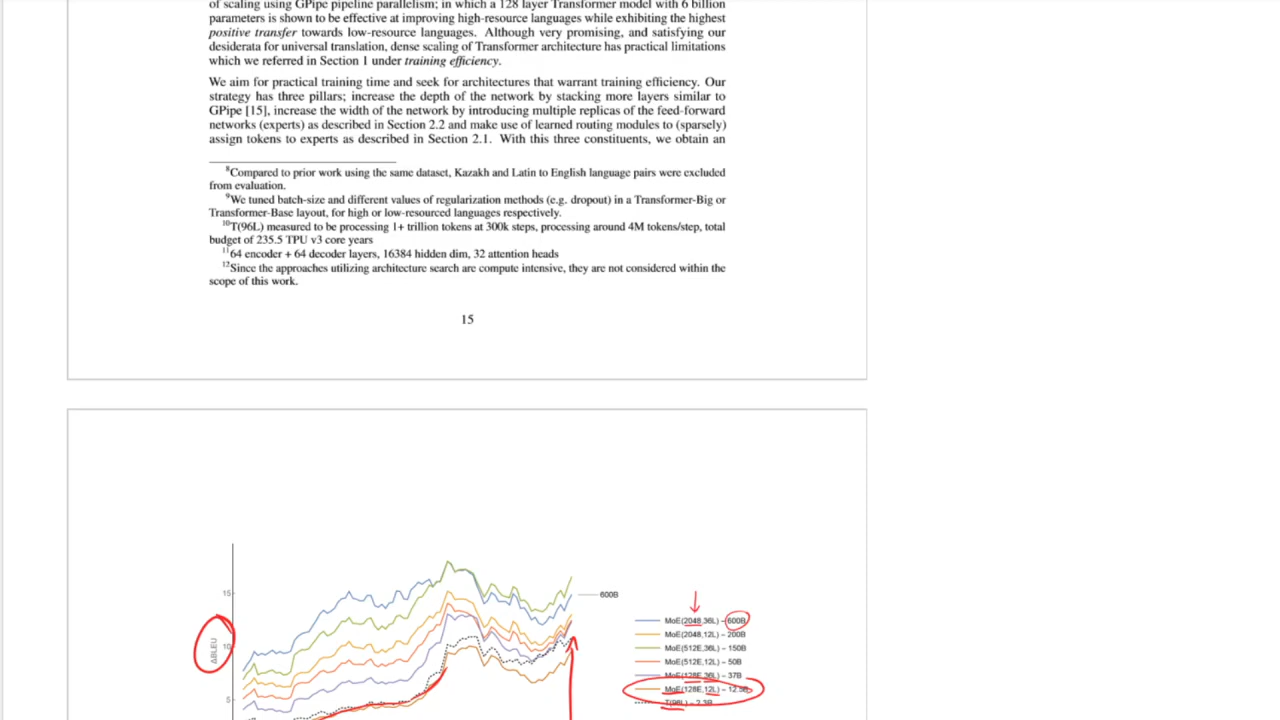 of scaling using GPipe pipeline parallelism; in which a 128 layer Transformer model with 6 billion
parameters is shown to be effective at improving high-resource languages while exhibiting the highest
positive transfer towards low-resource languages. Although very promising, and satisfying our
desiderata for universal translation, dense scaling of Transformer architecture has practical limitations
which we referred in Section 1 under training efficiency.
We aim for practical training time and seek for architectures that warrant training efficiency. Our
strategy has three pillars; increase the depth of the network by stacking more layers similar to
GPipe [15], increase the width of the network by introducing multiple replicas of the feed-forward
networks (experts) as described in Section 2.2 and make use of learned routing modules to (sparsely)
assign tokens to experts as described in Section 2.1. With this three constituents, we obtain an
8Compared to prior work using the same dataset, Kazakh and Latin to English language pairs were excluded
from evaluation.
9We tuned batch-size and different values of regularization methods (e.g. dropout) in a Transformer-Big or
Transformer-Base layout, for high or low-resourced languages respectively.
10T(96L) measured to be processing 1+ trillion tokens at 300k steps, processing around 4M tokens/step, total
budget of 235.5 TPU v3 core years
1164 encoder + 64 decoder layers, 16384 hidden dim, 32 attention heads
12Since the approaches utilizing architecture search are compute intensive, they are not considered within the
scope of this work.
15
15
10
5
ΔBLEU
600B
MoE(2048,36L) - 600B
MoE(2048,12L) - 200B
MoE(512E,36L) - 150B
MoE(512E,12L) - 50B
MoE(128E,36L) - 37B
MoE(128E,12L) - 12.5B
T(96L) - 2.3B